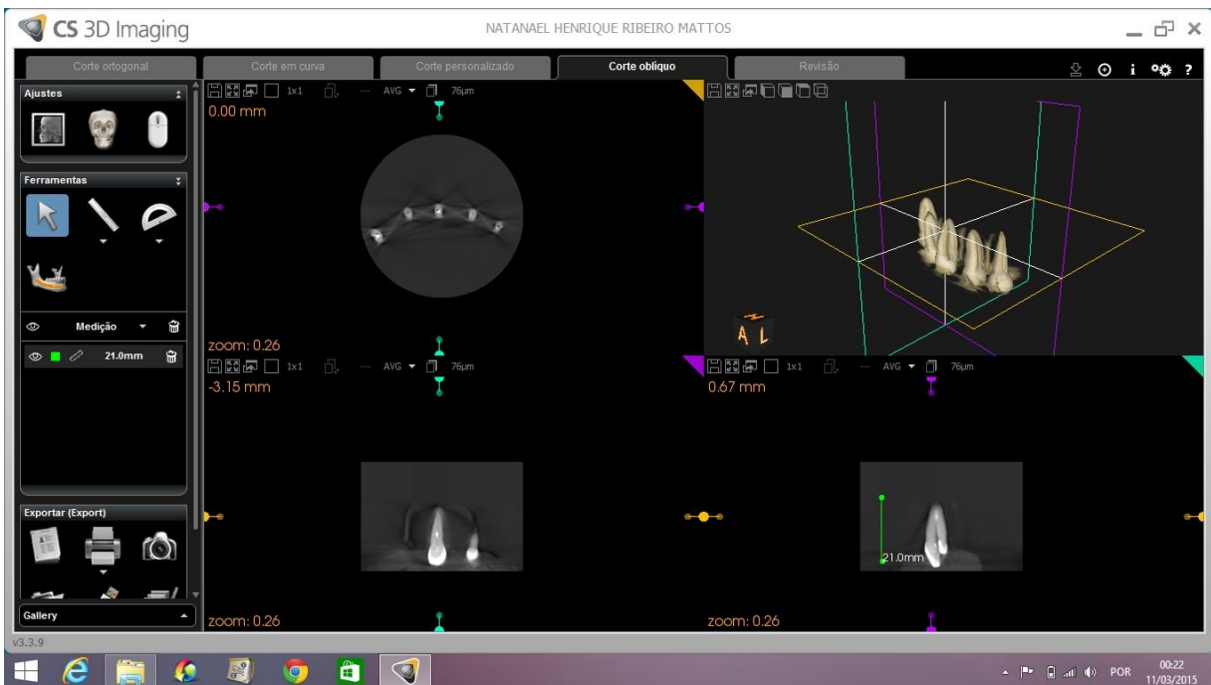 CS 3D Imaging
NATANAEL HENRIQUE RIBEIRO MATTOS
Corte ortogonal
Corte em curva
Corte personalizado
Corte oblíquo
Revisão
i
?
Ajustes
Ferramentas
Medição
21.0mm
Exportar (Export)
Gallery
1x1 --- AVG 76µm
0.00 mm
zoom: 0.26
A L
1x1 --- AVG 76µm
-3.15 mm
zoom: 0.26
1x1 --- AVG 76µm
0.67 mm
21.0mm
zoom: 0.26
v3.3.9
POR
00:22
11/03/2015